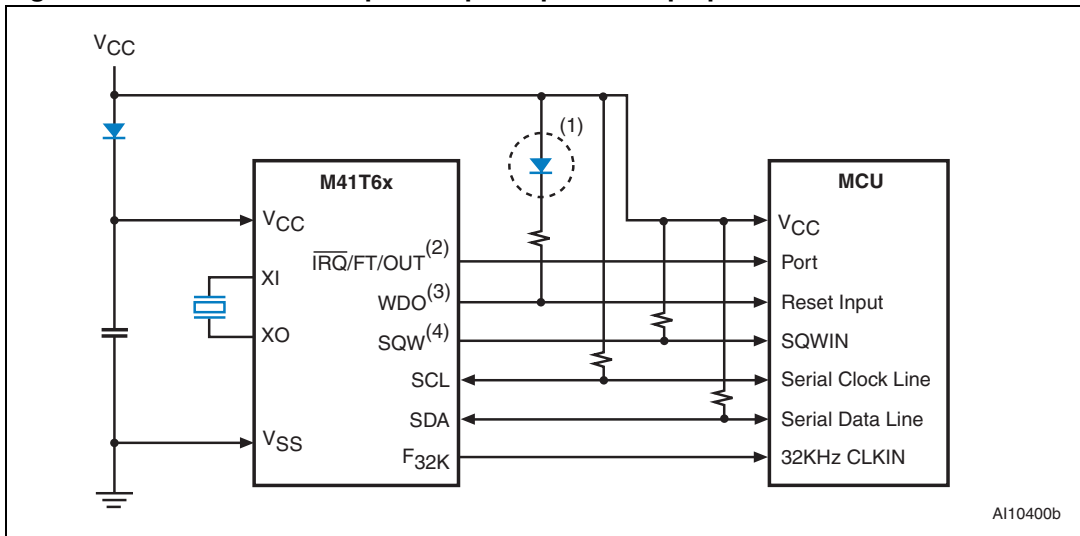 VCC
(1)
M41T6x
MCU
VCC
VCC
IRQ/FT/OUT(2)
Port
XI
WDO(3)
Reset Input
XO
SQW(4)
SQWIN
SCL
Serial Clock Line
SDA
Serial Data Line
VSS
F32K
32KHz CLKIN
AI10400b